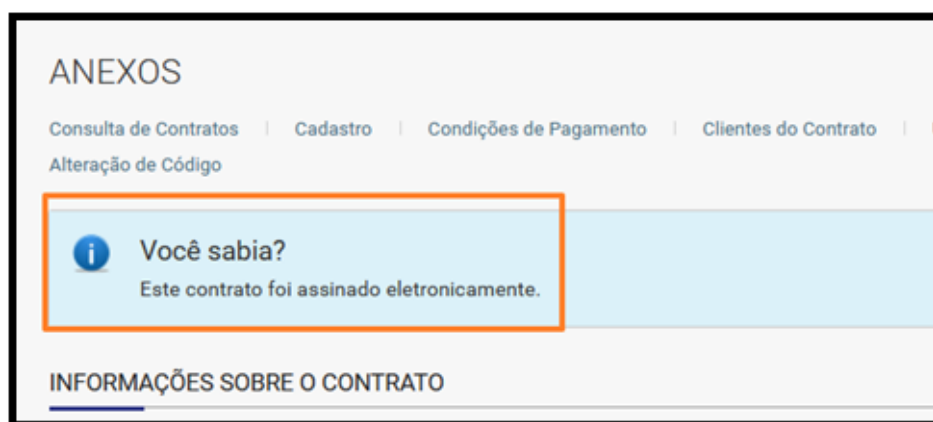 ANEXOS
Consulta de Contratos | Cadastro | Condições de Pagamento | Clientes do Contrato |
Alteração de Código
Você sabia?
Este contrato foi assinado eletronicamente.
INFORMAÇÕES SOBRE O CONTRATO